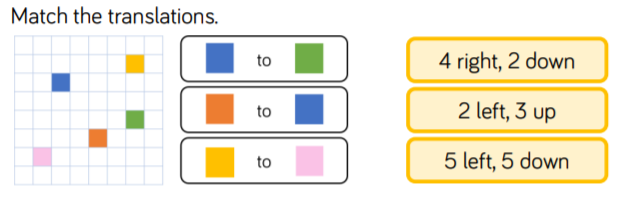 Match the translations.
to
4 right, 2 down
to
2 left, 3 up
to
5 left, 5 down